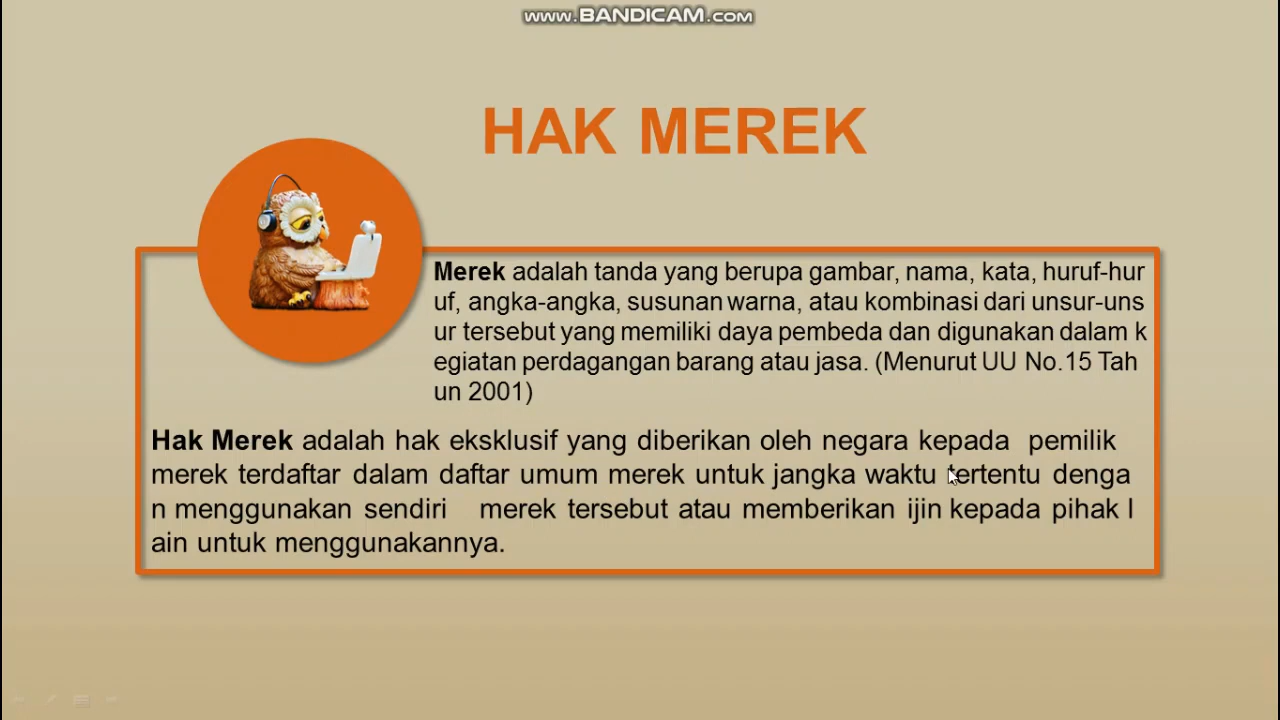 www.BANDICAM.com
HAK MEREK
Merek adalah tanda yang berupa gambar, nama, kata, huruf-hur
uf, angka-angka, susunan warna, atau kombinasi dari unsur-uns
ur tersebut yang memiliki daya pembeda dan digunakan dalam k
egiatan perdagangan barang atau jasa. (Menurut UU No.15 Tah
un 2001)
Hak Merek adalah hak eksklusif yang diberikan oleh negara kepada pemilik
merek terdaftar dalam daftar umum merek untuk jangka waktu tertentu denga
n menggunakan sendiri merek tersebut atau memberikan ijin kepada pihak l
ain untuk menggunakannya.